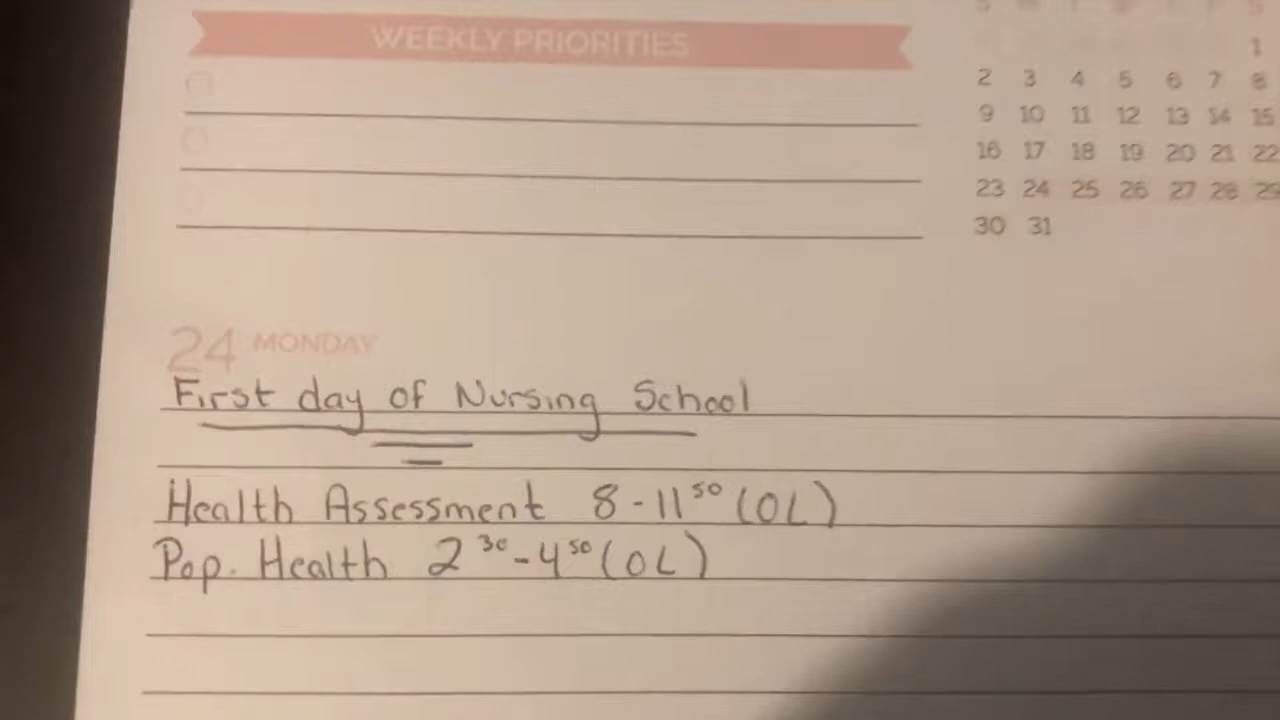 WEEKLY PRIORITIES
S M T W T F S
1
2 3 4 5 6 7 8
9 10 11 12 13 14 15
16 17 18 19 20 21 22
23 24 25 26 27 28 29
30 31
24 MONDAY
First day of Nursing School
Health Assessment 8-11⁵⁰ (OL)
Pop. Health 2³⁰-4⁵⁰ (OL)